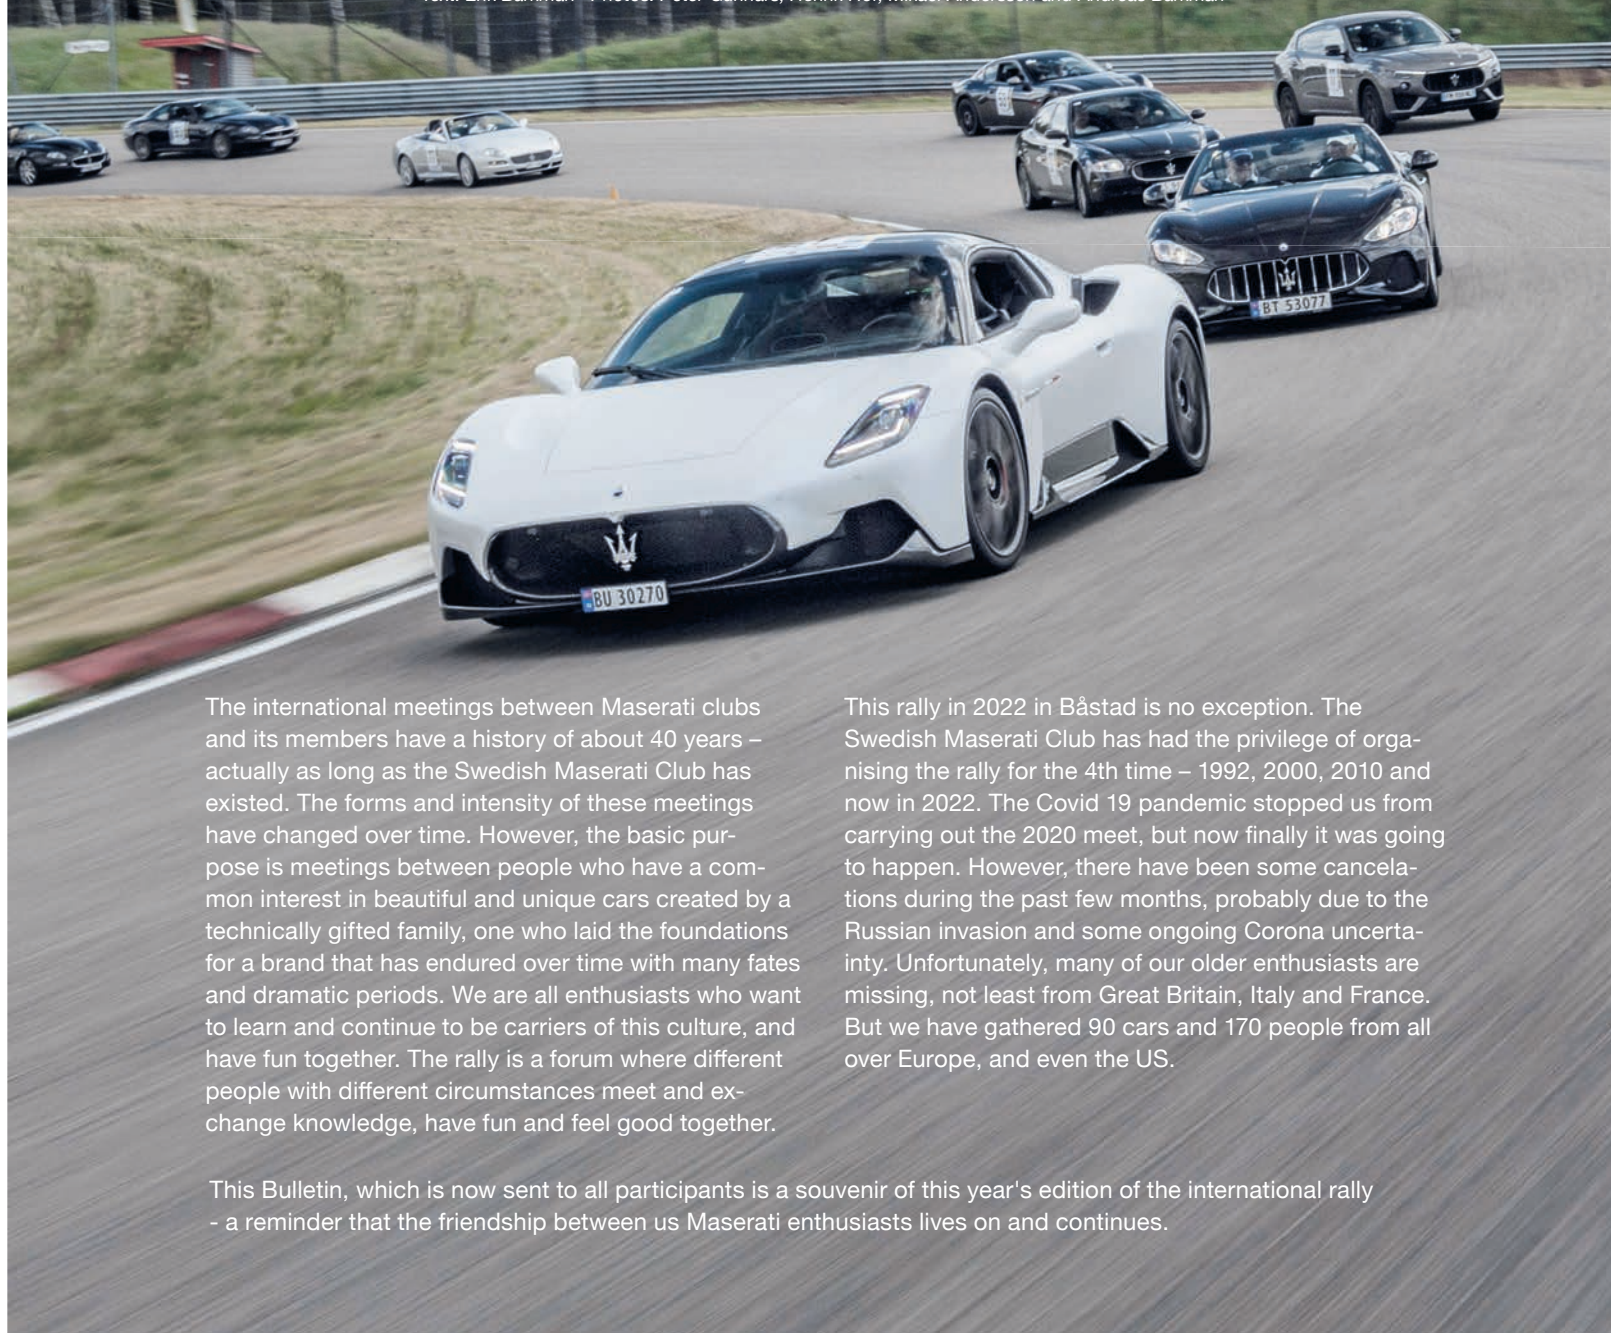 The international meetings between Maserati clubs
and its members have a history of about 40 years –
actually as long as the Swedish Maserati Club has
existed. The forms and intensity of these meetings
have changed over time. However, the basic pur-
pose is meetings between people who have a com-
mon interest in beautiful and unique cars created by a
technically gifted family, one who laid the foundations
for a brand that has endured over time with many fates
and dramatic periods. We are all enthusiasts who want
to learn and continue to be carriers of this culture, and
have fun together. The rally is a forum where different
people with different circumstances meet and ex-
change knowledge, have fun and feel good together.
This rally in 2022 in Båstad is no exception. The
Swedish Maserati Club has had the privilege of orga-
nising the rally for the 4th time – 1992, 2000, 2010 and
now in 2022. The Covid 19 pandemic stopped us from
carrying out the 2020 meet, but now finally it was going
to happen. However, there have been some cancela-
tions during the past few months, probably due to the
Russian invasion and some ongoing Corona uncerta-
inty. Unfortunately, many of our older enthusiasts are
missing, not least from Great Britain, Italy and France.
But we have gathered 90 cars and 170 people from all
over Europe, and even the US.
This Bulletin, which is now sent to all participants is a souvenir of this year's edition of the international rally
- a reminder that the friendship between us Maserati enthusiasts lives on and continues.
BT 53077
BU 30270